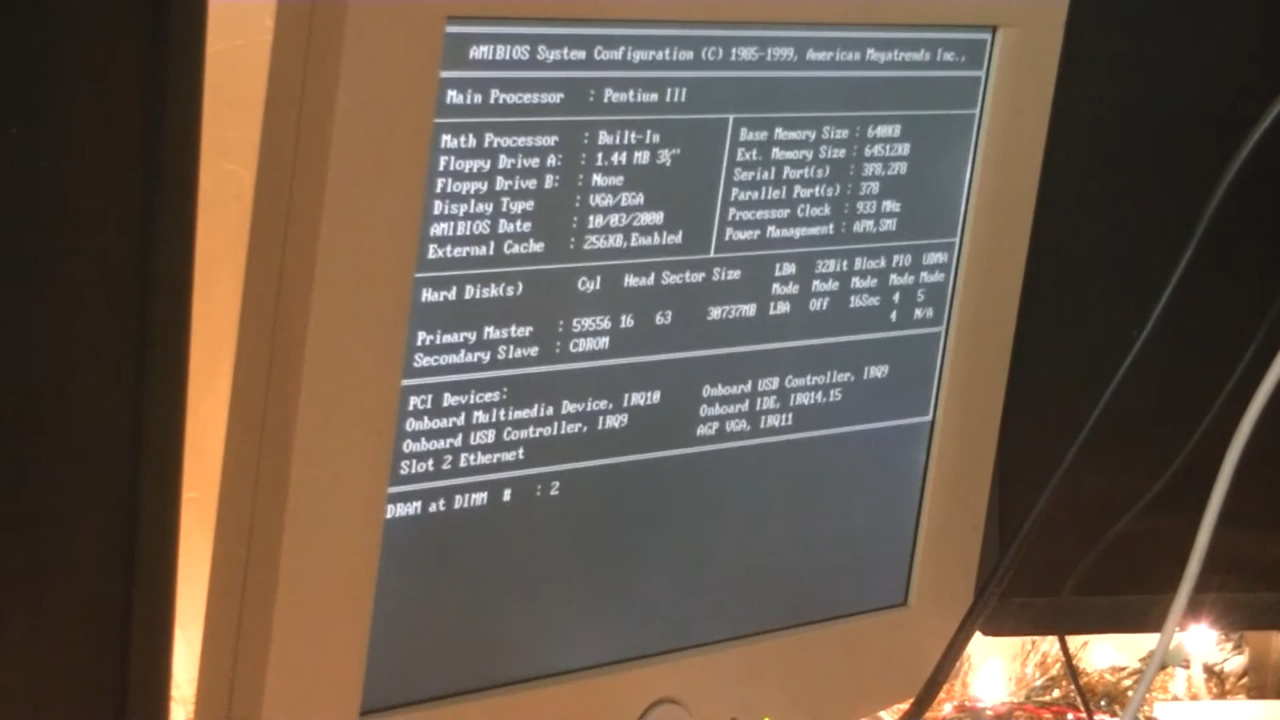 AMIBIOS System Configuration (C) 1985-1999, American Megatrends Inc.,
Main Processor : Pentium III
Math Processor : Built-In
Floppy Drive A: : 1.44 MB 3½"
Floppy Drive B: : None
Display Type : VGA/EGA
AMIBIOS Date : 10/03/2000
External Cache : 256KB,Enabled
Base Memory Size : 640KB
Ext. Memory Size : 64512KB
Serial Port(s) : 3F8,2F8
Parallel Port(s) : 378
Processor Clock : 933 MHz
Power Management : APM,SMI
Hard Disk(s) Cyl Head Sector Size LBA Mode 32Bit Mode Block Mode PIO Mode UDMA Mode
Primary Master : 59556 16 63 30737MB LBA Off 16Sec 4 5
Secondary Slave : CDROM 4 N/A
PCI Devices:
Onboard Multimedia Device, IRQ10
Onboard USB Controller, IRQ9
Slot 2 Ethernet
Onboard USB Controller, IRQ9
Onboard IDE, IRQ14,15
AGP VGA, IRQ11
DRAM at DIMM # : 2